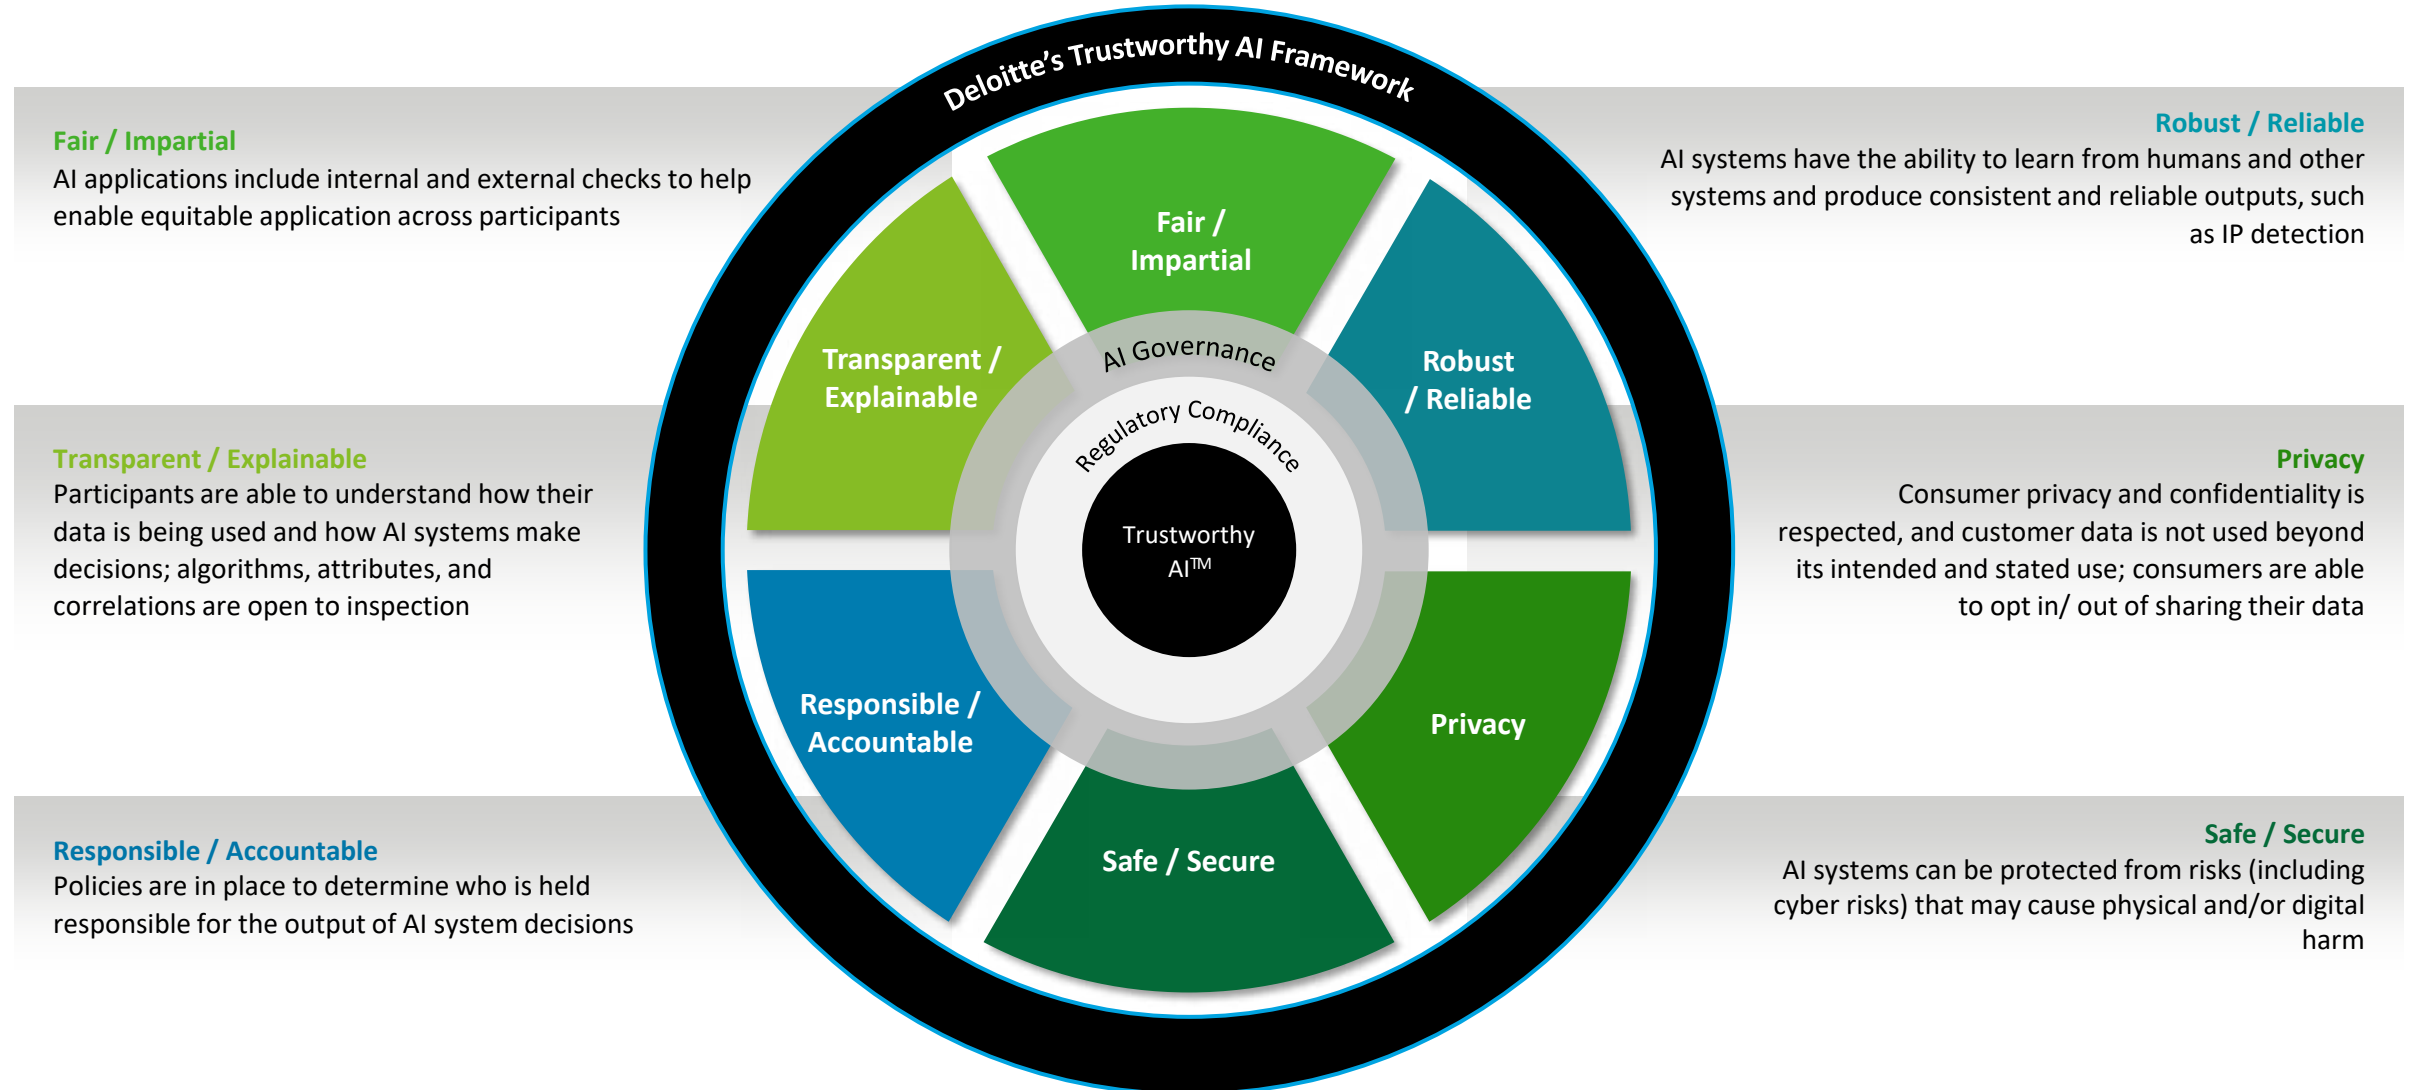 Deloitte's Trustworthy AI Framework
Fair / Impartial
AI applications include internal and external checks to help
enable equitable application across participants
Transparent / Explainable
Participants are able to understand how their
data is being used and how AI systems make
decisions; algorithms, attributes, and
correlations are open to inspection
Responsible / Accountable
Policies are in place to determine who is held
responsible for the output of AI system decisions
Fair /
Impartial
Transparent /
Explainable
Robust
/ Reliable
AI Governance
Regulatory Compliance
Trustworthy
AI™
Responsible /
Accountable
Privacy
Safe / Secure
Robust / Reliable
AI systems have the ability to learn from humans and other
systems and produce consistent and reliable outputs, such
as IP detection
Privacy
Consumer privacy and confidentiality is
respected, and customer data is not used beyond
its intended and stated use; consumers are able
to opt in/ out of sharing their data
Safe / Secure
AI systems can be protected from risks (including
cyber risks) that may cause physical and/or digital
harm